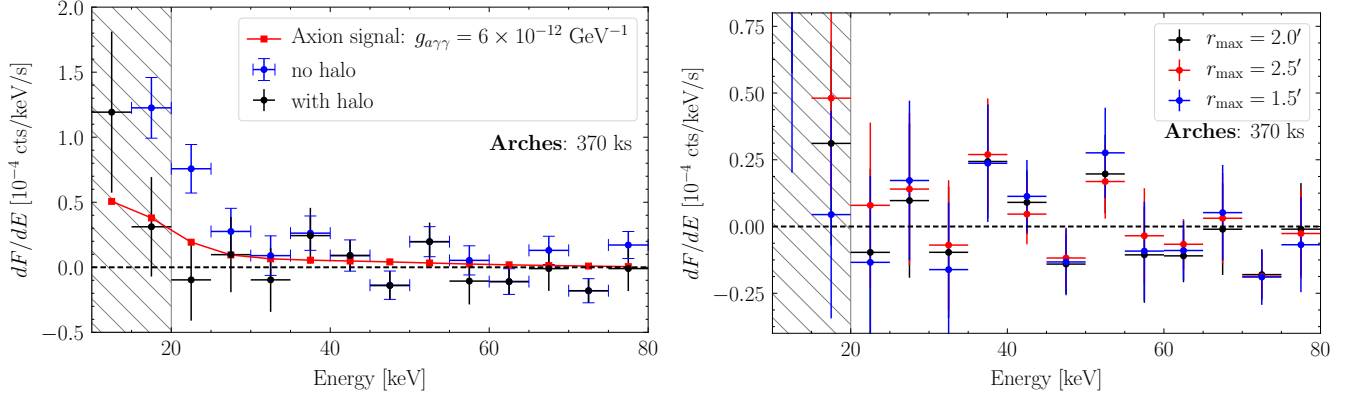 2.0
1.5
1.0
0.5
0.0
−0.5
dF/dE [10⁻⁴ cts/keV/s]
Axion signal: gₐγγ = 6 × 10⁻¹² GeV⁻¹
no halo
with halo
Arches: 370 ks
20
40
60
80
Energy [keV]
0.75
0.50
0.25
0.00
−0.25
dF/dE [10⁻⁴ cts/keV/s]
r_max = 2.0′
r_max = 2.5′
r_max = 1.5′
Arches: 370 ks
20
40
60
80
Energy [keV]